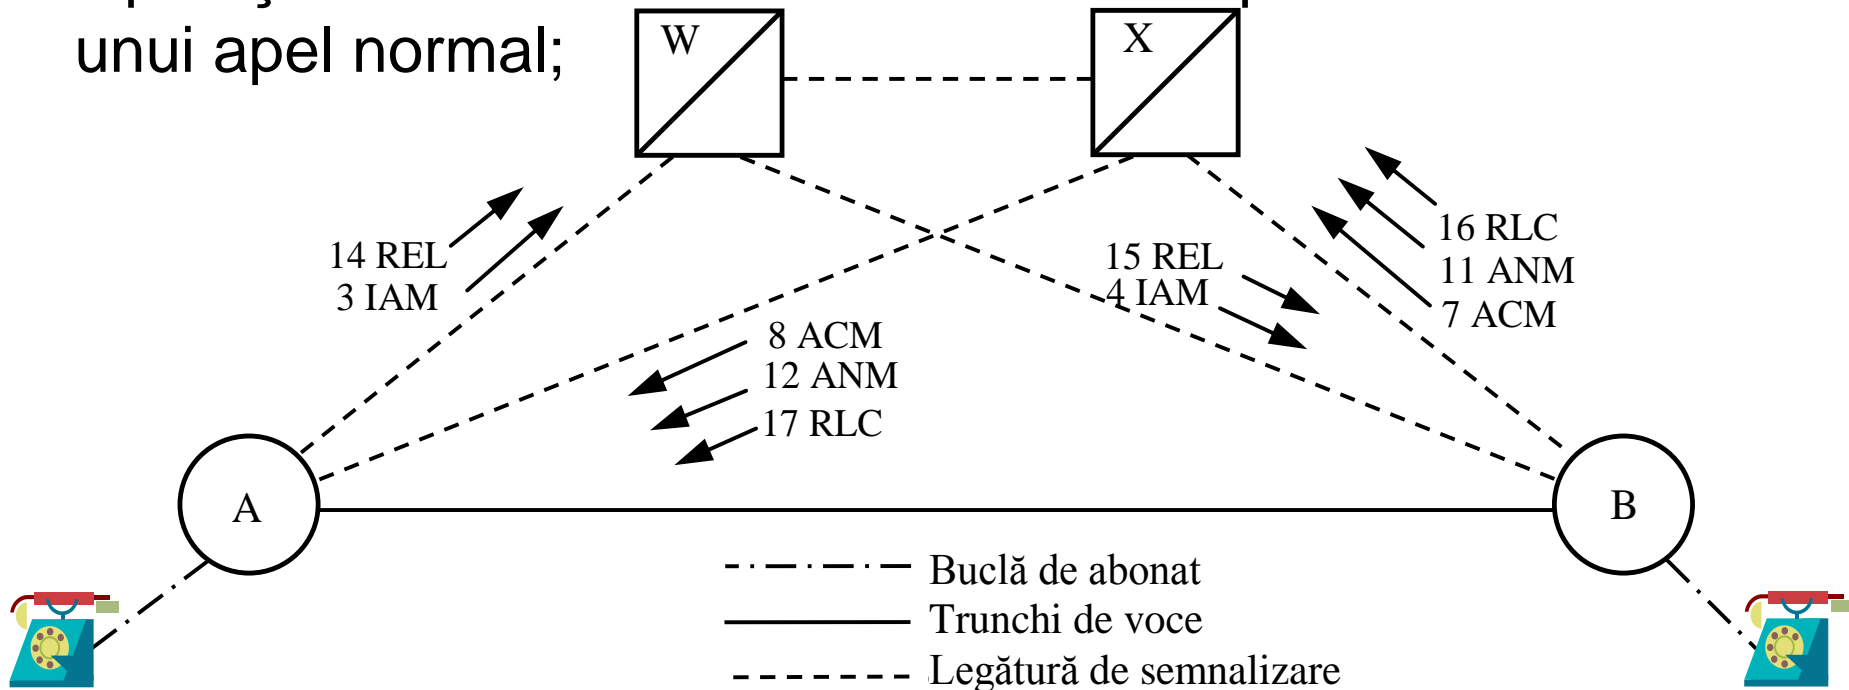 unui apel normal;
W
X
14 REL
3 IAM
15 REL
4 IAM
16 RLC
11 ANM
7 ACM
8 ACM
12 ANM
17 RLC
A
B
Buclă de abonat
Trunchi de voce
Legătură de semnalizare